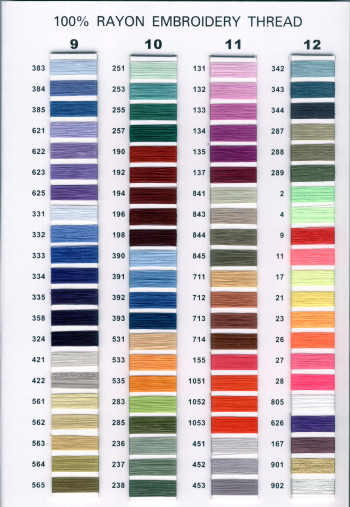 100% RAYON EMBROIDERY THREAD
9 10 11 12
383 251 131 342
384 253 132 343
385 255 133 344
621 257 134 287
622 190 135 288
623 192 137 289
625 194 841 2
331 196 843 4
332 198 844 9
333 390 845 11
334 391 711 17
335 392 712 21
358 393 713 23
324 531 714 26
421 533 155 27
422 535 1051 28
561 283 1052 805
562 285 1053 626
563 236 451 167
564 237 452 901
565 238 453 902